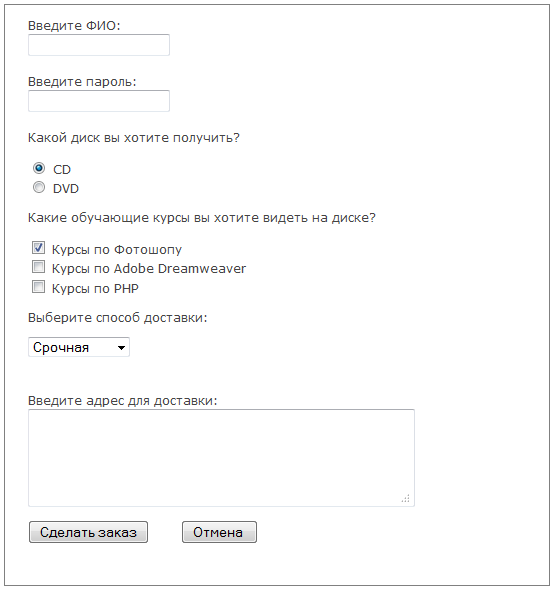 Введите ФИО:
Введите пароль:
Какой диск вы хотите получить?
CD
DVD
Какие обучающие курсы вы хотите видеть на диске?
Курсы по Фотошопу
Курсы по Adobe Dreamweaver
Курсы по PHP
Выберите способ доставки:
Срочная
Введите адрес для доставки:
Сделать заказ Отмена